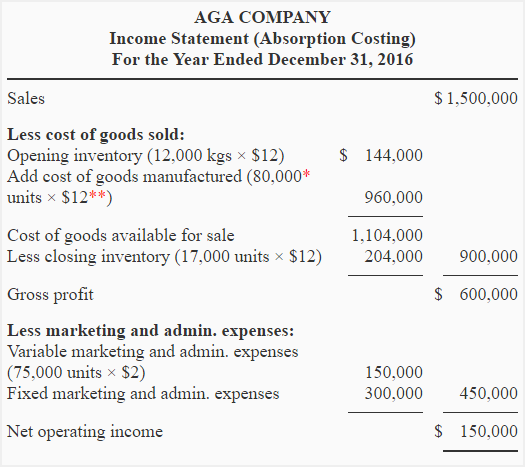 AGA COMPANY
Income Statement (Absorption Costing)
For the Year Ended December 31, 2016
Sales $ 1,500,000
Less cost of goods sold:
Opening inventory (12,000 kgs × $12) $ 144,000
Add cost of goods manufactured (80,000*
units × $12**) 960,000
Cost of goods available for sale 1,104,000
Less closing inventory (17,000 units × $12) 204,000 900,000
Gross profit $ 600,000
Less marketing and admin. expenses:
Variable marketing and admin. expenses
(75,000 units × $2) 150,000
Fixed marketing and admin. expenses 300,000 450,000
Net operating income $ 150,000